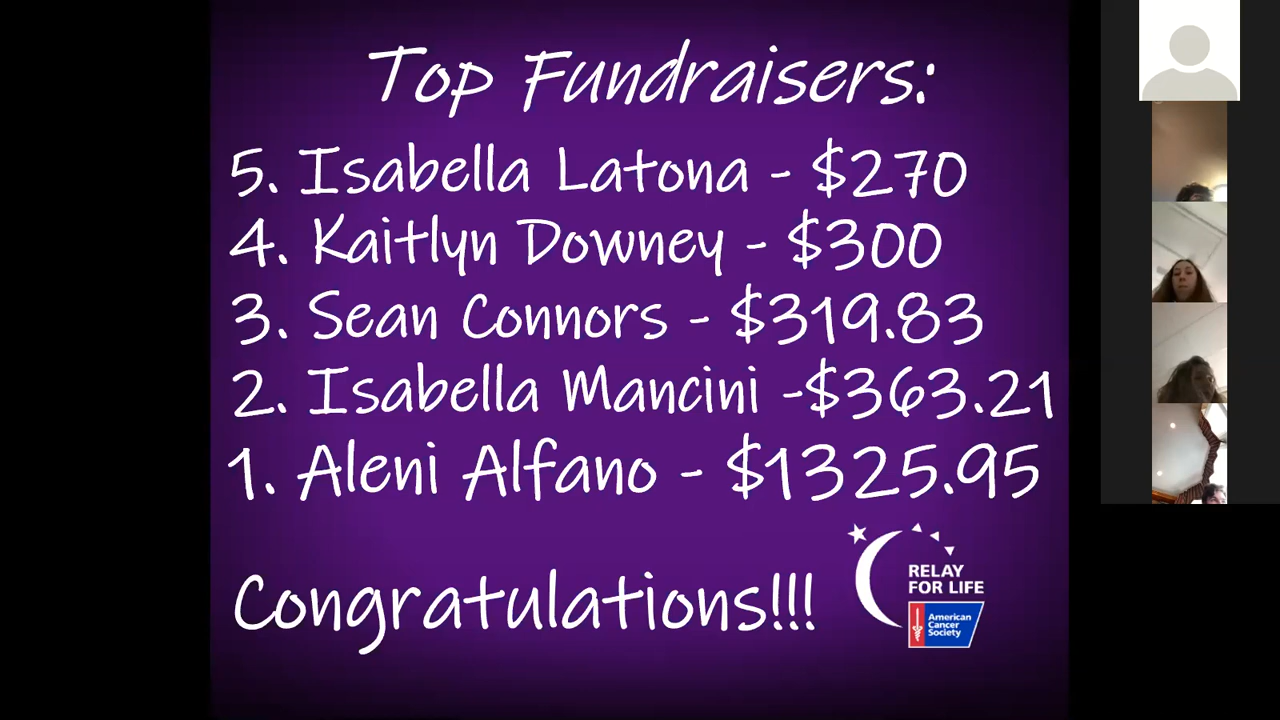 Top Fundraisers:
5. Isabella Latona - $270
4. Kaitlyn Downey - $300
3. Sean Connors - $319.83
2. Isabella Mancini -$363.21
1. Aleni Alfano - $1325.95
Congratulations!!!
RELAY
FOR LIFE
American
Cancer
Society